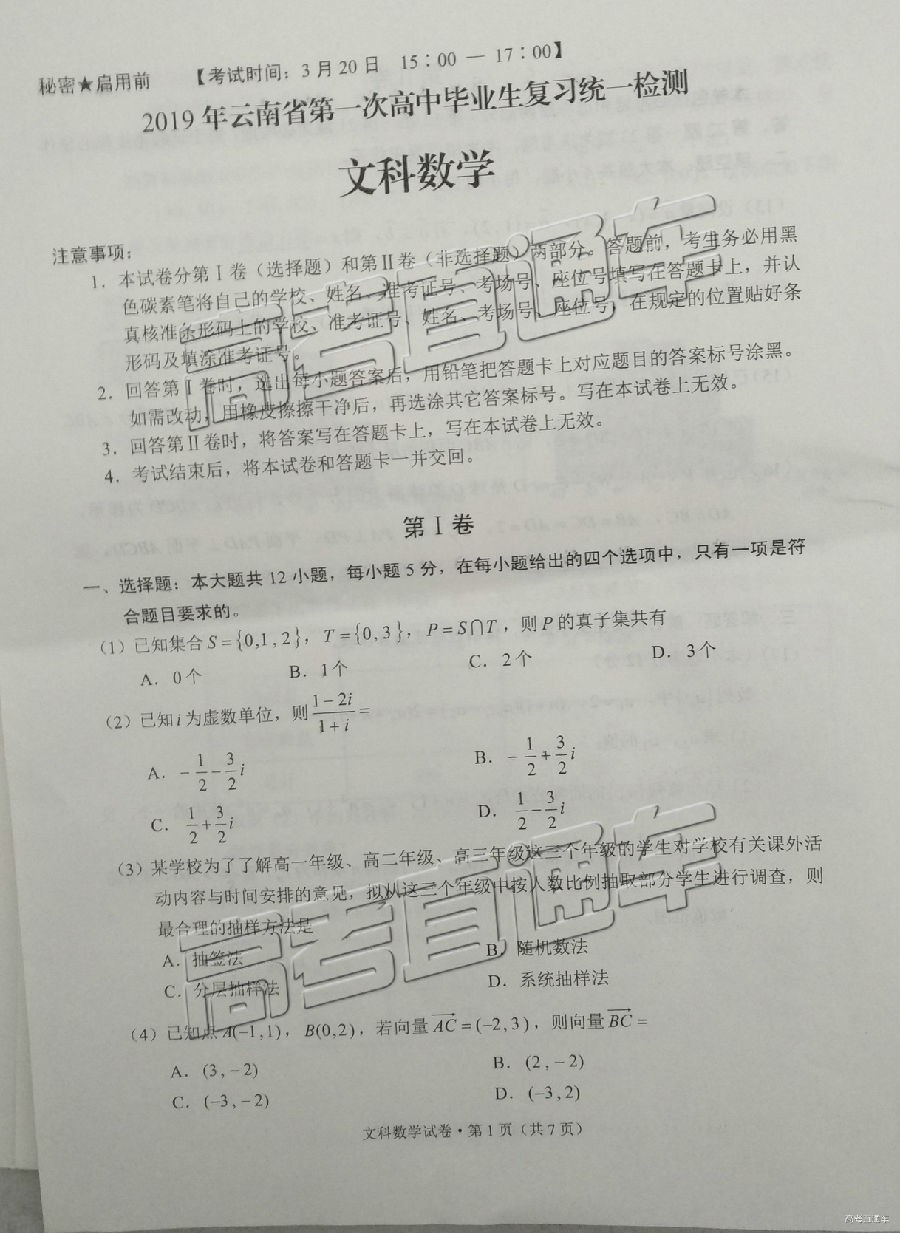 秘密★启用前 【考试时间：3月20日 15：00 — 17：00】
2019年云南省第一次高中毕业生复习统一检测
文科数学
注意事项：
1．本试卷分第Ⅰ卷（选择题）和第Ⅱ卷（非选择题）两部分。答题前，考生务必用黑
色碳素笔将自己的学校、姓名、准考证号、考场号、座位号填写在答题卡上，并认
真核准条形码上的学校、准考证号、姓名、考场号、座位号，在规定的位置贴好条
形码及填涂准考证号。
2．回答第Ⅰ卷时，选出每小题答案后，用铅笔把答题卡上对应题目的答案标号涂黑。
如需改动，用橡皮擦擦干净后，再选涂其它答案标号。写在本试卷上无效。
3．回答第Ⅱ卷时，将答案写在答题卡上，写在本试卷上无效。
4．考试结束后，将本试卷和答题卡一并交回。
第Ⅰ卷
一、选择题：本大题共12小题，每小题5分，在每小题给出的四个选项中，只有一项是符
合题目要求的。
（1）已知集合 S={0,1,2}，T={0,3}，P=S∩T，则P的真子集共有
A．0个 B．1个 C．2个 D．3个
（2）已知i为虚数单位，则 (1-2i)/(1+i) =
A．-1/2-3/2 i B．-1/2+3/2 i
C．1/2+3/2 i D．1/2-3/2 i
（3）某学校为了了解高一年级、高二年级、高三年级这三个年级的学生对学校有关课外活
动内容与时间安排的意见，拟从这三个年级中按人数比例抽取部分学生进行调查，则
最合理的抽样方法是
A．抽签法 B．随机数法
C．分层抽样法 D．系统抽样法
（4）已知点A(-1,1)，B(0,2)，若向量 AC=(-2,3)，则向量 BC =
A．(3,-2) B．(2,-2)
C．(-3,-2) D．(-3,2)
文科数学试卷·第1页（共7页）
高考直通车
高考直通车
高考直通车